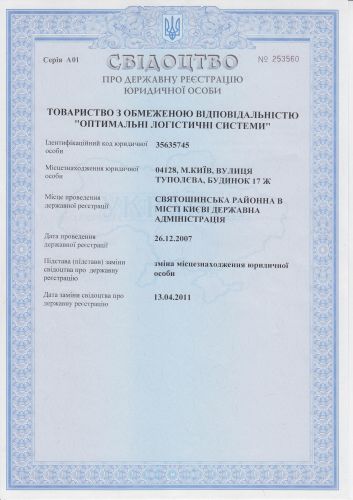 Серія А01
№ 253560
СВІДОЦТВО
ПРО ДЕРЖАВНУ РЕЄСТРАЦІЮ
ЮРИДИЧНОЇ ОСОБИ
ТОВАРИСТВО З ОБМЕЖЕНОЮ ВІДПОВІДАЛЬНІСТЮ
"ОПТИМАЛЬНІ ЛОГІСТИЧНІ СИСТЕМИ"
Ідентифікаційний код юридичної
особи
35635745
Місцезнаходження юридичної
особи
04128, М.КИЇВ, ВУЛИЦЯ
ТУПОЛЄВА, БУДИНОК 17 Ж
Місце проведення
державної реєстрації
СВЯТОШИНСЬКА РАЙОННА В
МІСТІ КИЄВІ ДЕРЖАВНА
АДМІНІСТРАЦІЯ
Дата проведення
державної реєстрації
26.12.2007
Підстава (підстави) заміни
свідоцтва про державну
реєстрацію
зміна місцезнаходження юридичної
особи
Дата заміни свідоцтва про
державну реєстрацію
13.04.2011